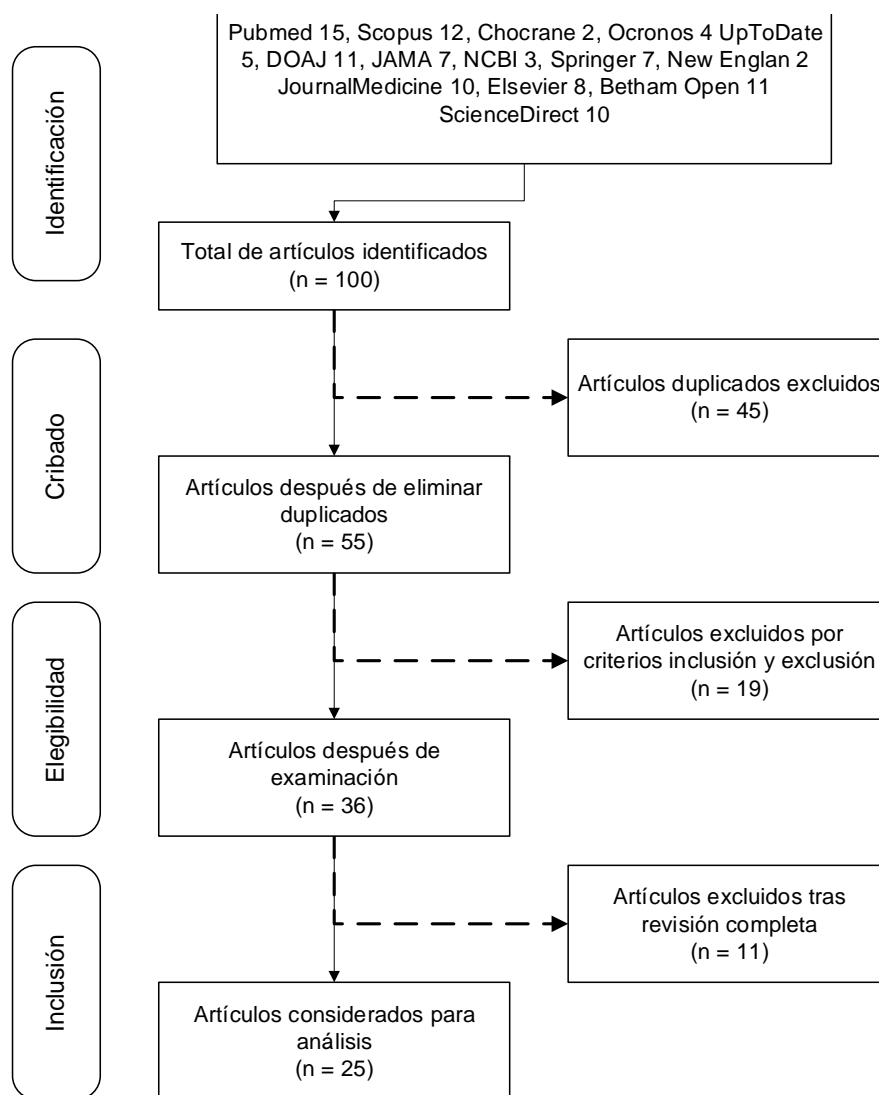 Pubmed 15, Scopus 12, Chocrane 2, Ocronos 4 UpToDate
5, DOAJ 11, JAMA 7, NCBI 3, Springer 7, New Englan 2
JournalMedicine 10, Elsevier 8, Betham Open 11
ScienceDirect 10
Identificación
Total de artículos identificados
(n = 100)
Artículos duplicados excluidos
(n = 45)
Cribado
Artículos después de eliminar
duplicados
(n = 55)
Artículos excluidos por
criterios inclusión y exclusión
(n = 19)
Elegibilidad
Artículos después de
examinación
(n = 36)
Artículos excluidos tras
revisión completa
(n = 11)
Inclusión
Artículos considerados para
análisis
(n = 25)